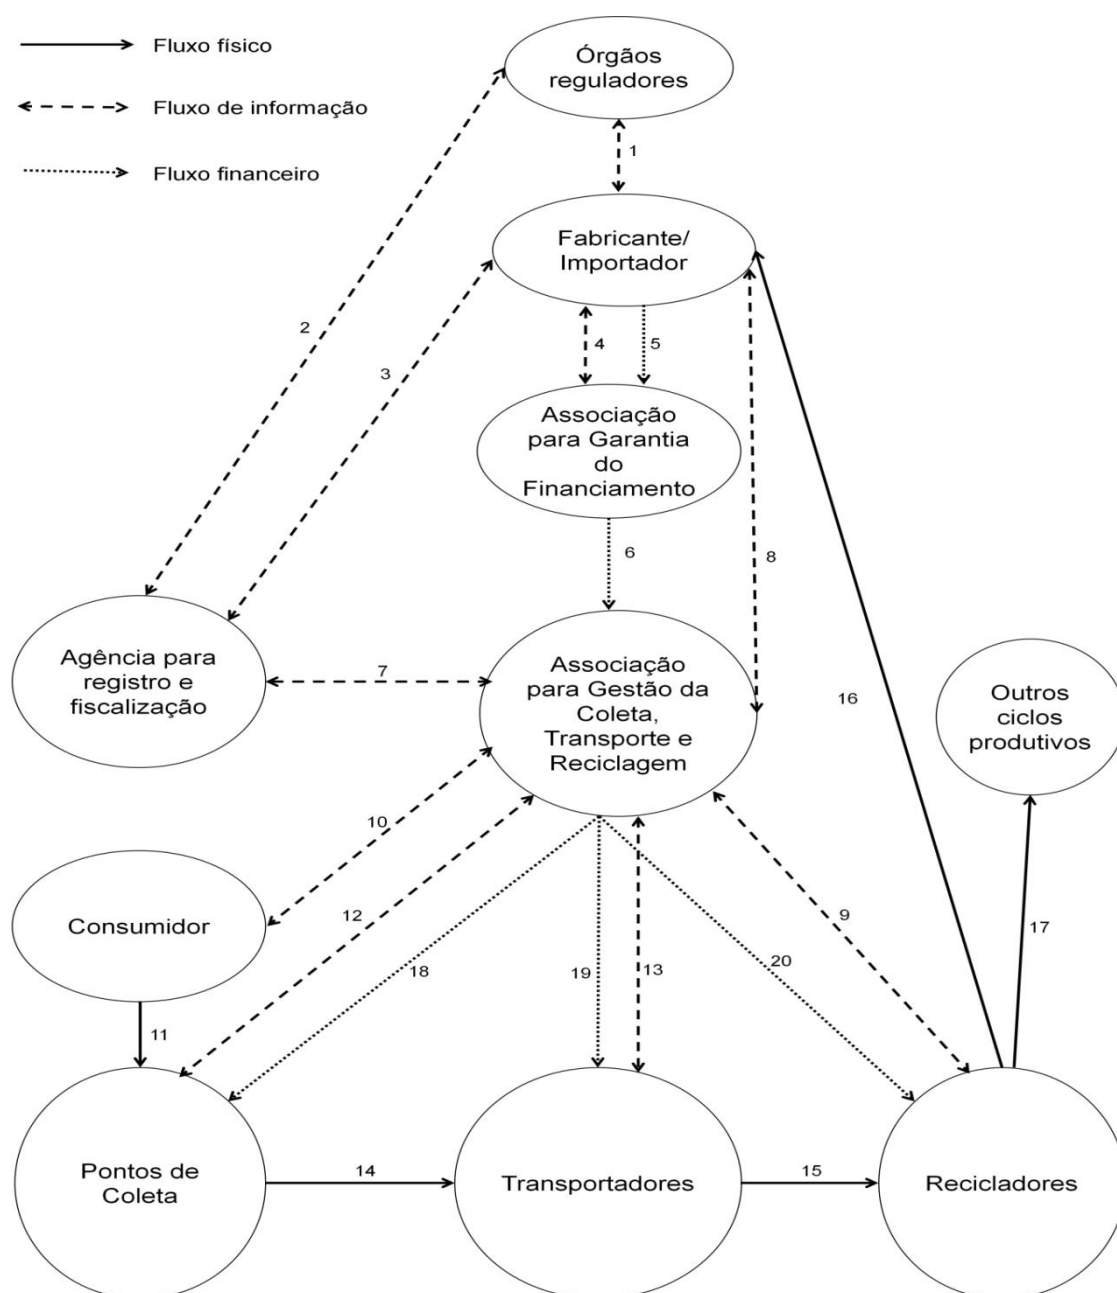 Fluxo físico
Fluxo de informação
Fluxo financeiro
Órgãos
reguladores
1
Fabricante/
Importador
2
3
4
5
Associação
para Garantia
do
Financiamento
6
8
Agência para
registro e
fiscalização
7
Associação
para Gestão da
Coleta,
Transporte e
Reciclagem
16
Outros
ciclos
produtivos
10
Consumidor
12
9
17
18
19
13
20
11
Pontos de
Coleta
14
Transportadores
15
Recicladores